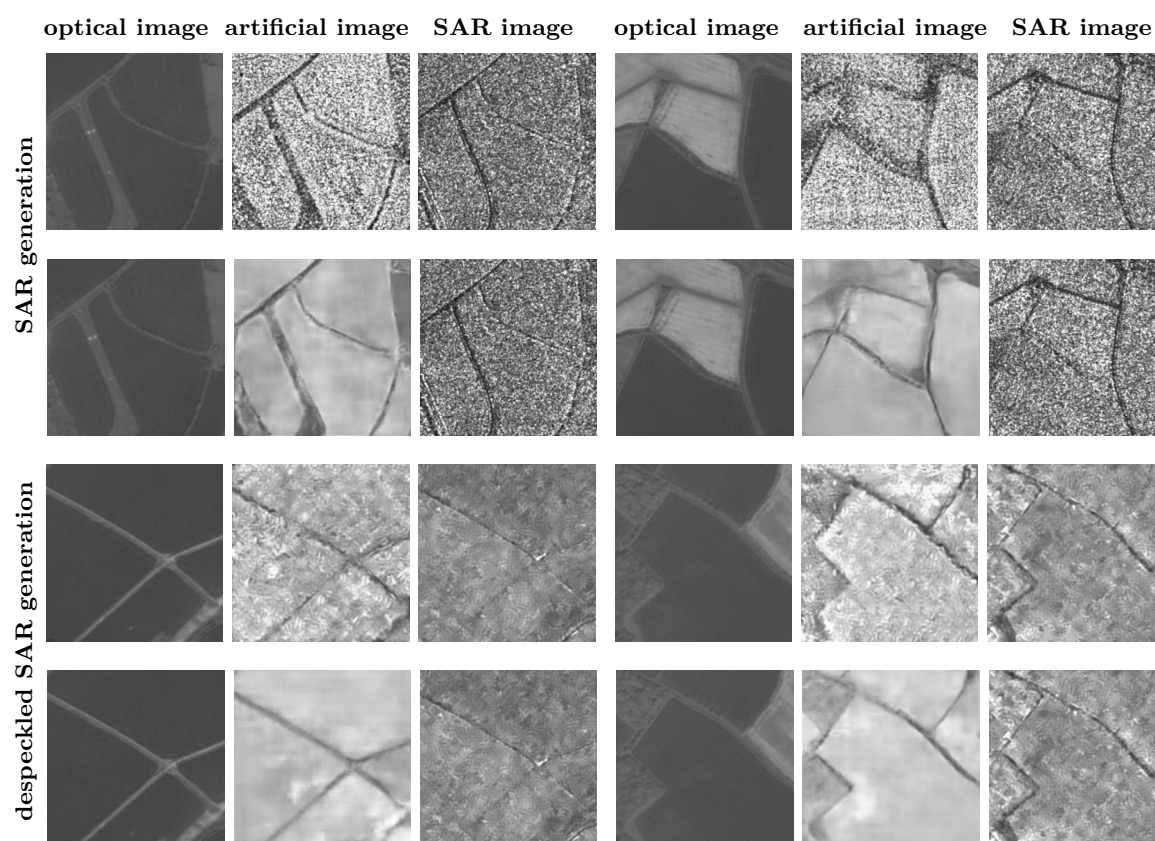 optical image artificial image SAR image optical image artificial image SAR image
SAR generation
despeckled SAR generation